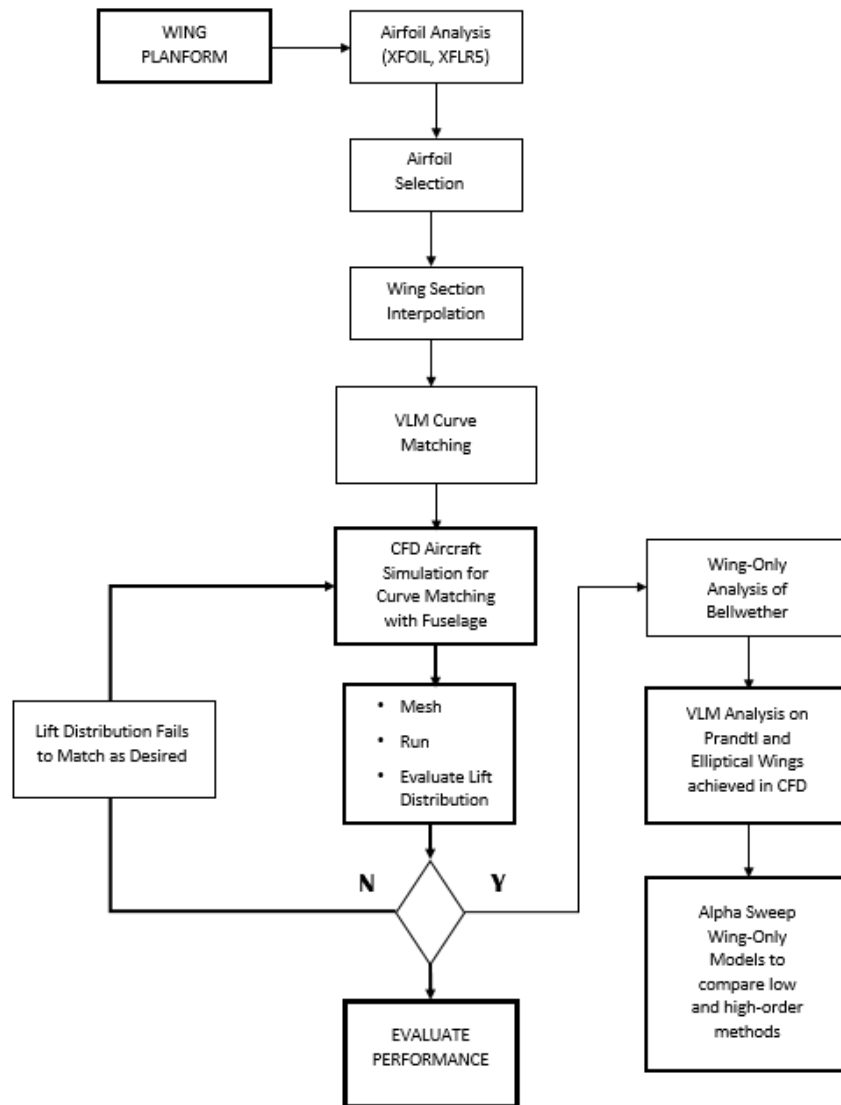 WING
PLANFORM
Airfoil Analysis
(XFOIL, XFLR5)
Airfoil
Selection
Wing Section
Interpolation
VLM Curve
Matching
CFD Aircraft
Simulation for
Curve Matching
with Fuselage
Wing-Only
Analysis of
Bellwether
Lift Distribution Fails
to Match as Desired
• Mesh
• Run
• Evaluate Lift
Distribution
VLM Analysis on
Prandtl and
Elliptical Wings
achieved in CFD
N
Y
Alpha Sweep
Wing-Only
Models to
compare low
and high-order
methods
EVALUATE
PERFORMANCE